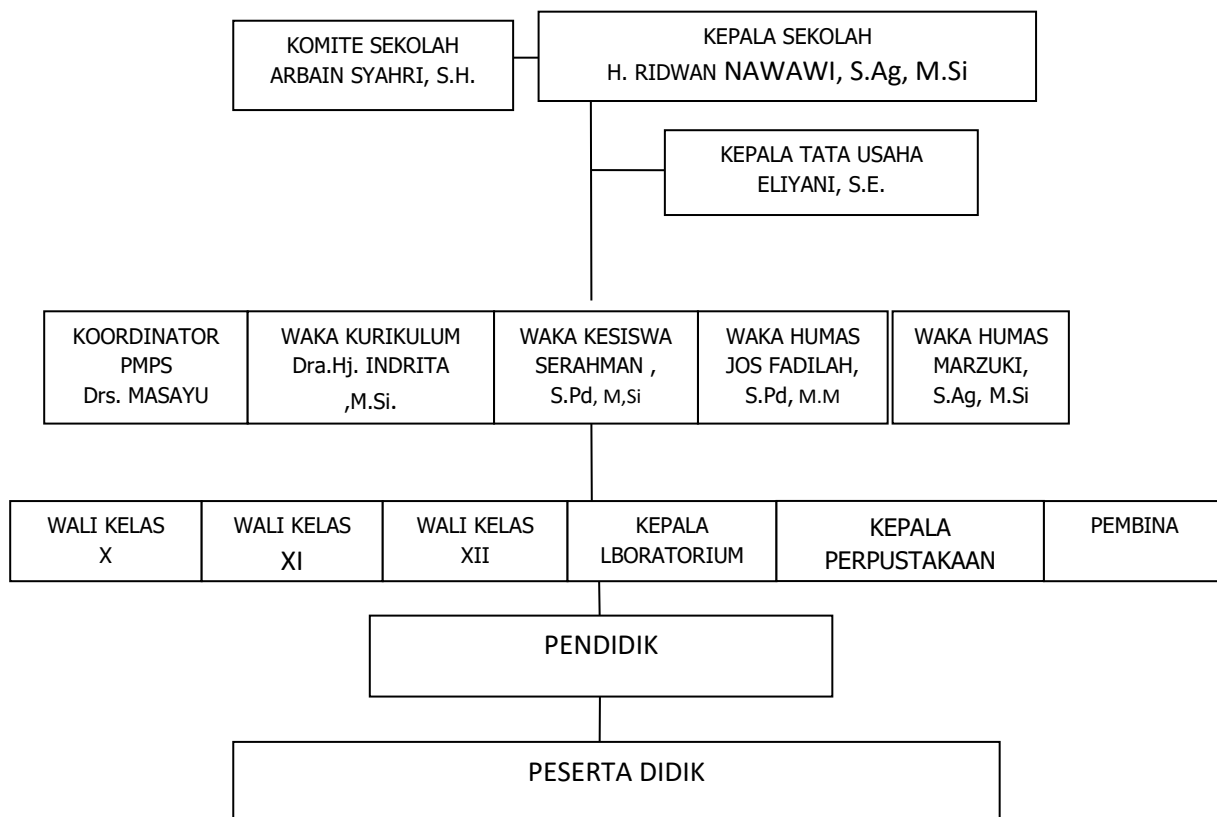 KOMITE SEKOLAH
ARBAIN SYAHRI, S.H.
KEPALA SEKOLAH
H. RIDWAN NAWAWI, S.Ag, M.Si
KEPALA TATA USAHA
ELIYANI, S.E.
KOORDINATOR
PMPS
Drs. MASAYU
WAKA KURIKULUM
Dra.Hj. INDRITA
,M.Si.
WAKA KESISWA
SERAHMAN ,
S.Pd, M,Si
WAKA HUMAS
JOS FADILAH,
S.Pd, M.M
WAKA HUMAS
MARZUKI,
S.Ag, M.Si
WALI KELAS
X
WALI KELAS
XI
WALI KELAS
XII
KEPALA
LBORATORIUM
KEPALA
PERPUSTAKAAN
PEMBINA
PENDIDIK
PESERTA DIDIK